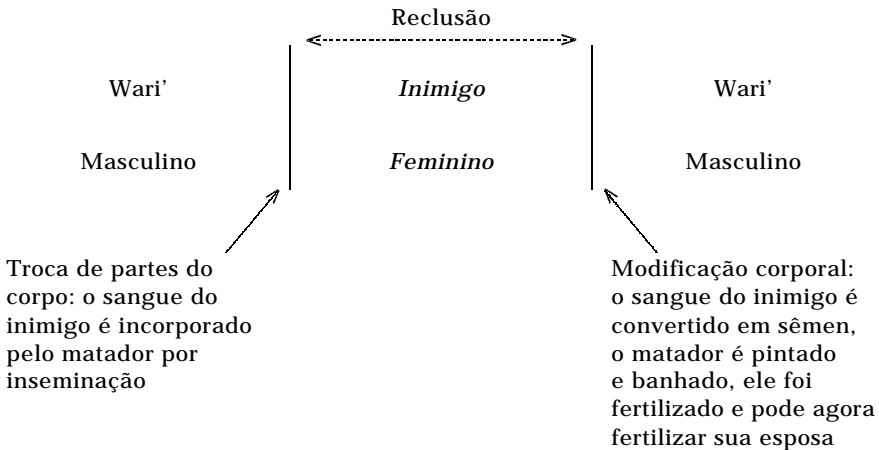 Reclusão
Wari’ Inimigo Wari’
Masculino Feminino Masculino
Troca de partes do
corpo: o sangue do
inimigo é incorporado
pelo matador por
inseminação
Modificação corporal:
o sangue do inimigo é
convertido em sêmen,
o matador é pintado
e banhado, ele foi
fertilizado e pode agora
fertilizar sua esposa